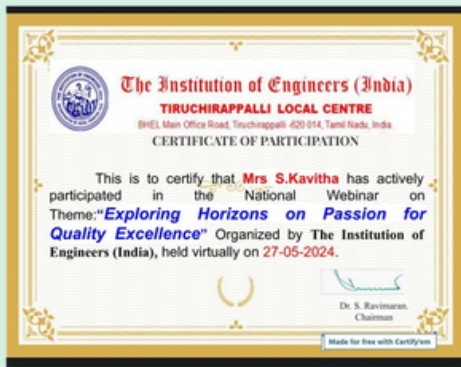 The Institution of Engineers (India)
TIRUCHIRAPPALLI LOCAL CENTRE
BHEL Main Office Road, Tiruchirappalli -620 014, Tamil Nadu, India.
CERTIFICATE OF PARTICIPATION
This is to certify that Mrs S.Kavitha has actively
participated in the National Webinar on
Theme:"Exploring Horizons on Passion for
Quality Excellence" Organized by The Institution of
Engineers (India), held virtually on 27-05-2024.
Dr. S. Ravimaran.
Chairman
Made for free with Certify'em